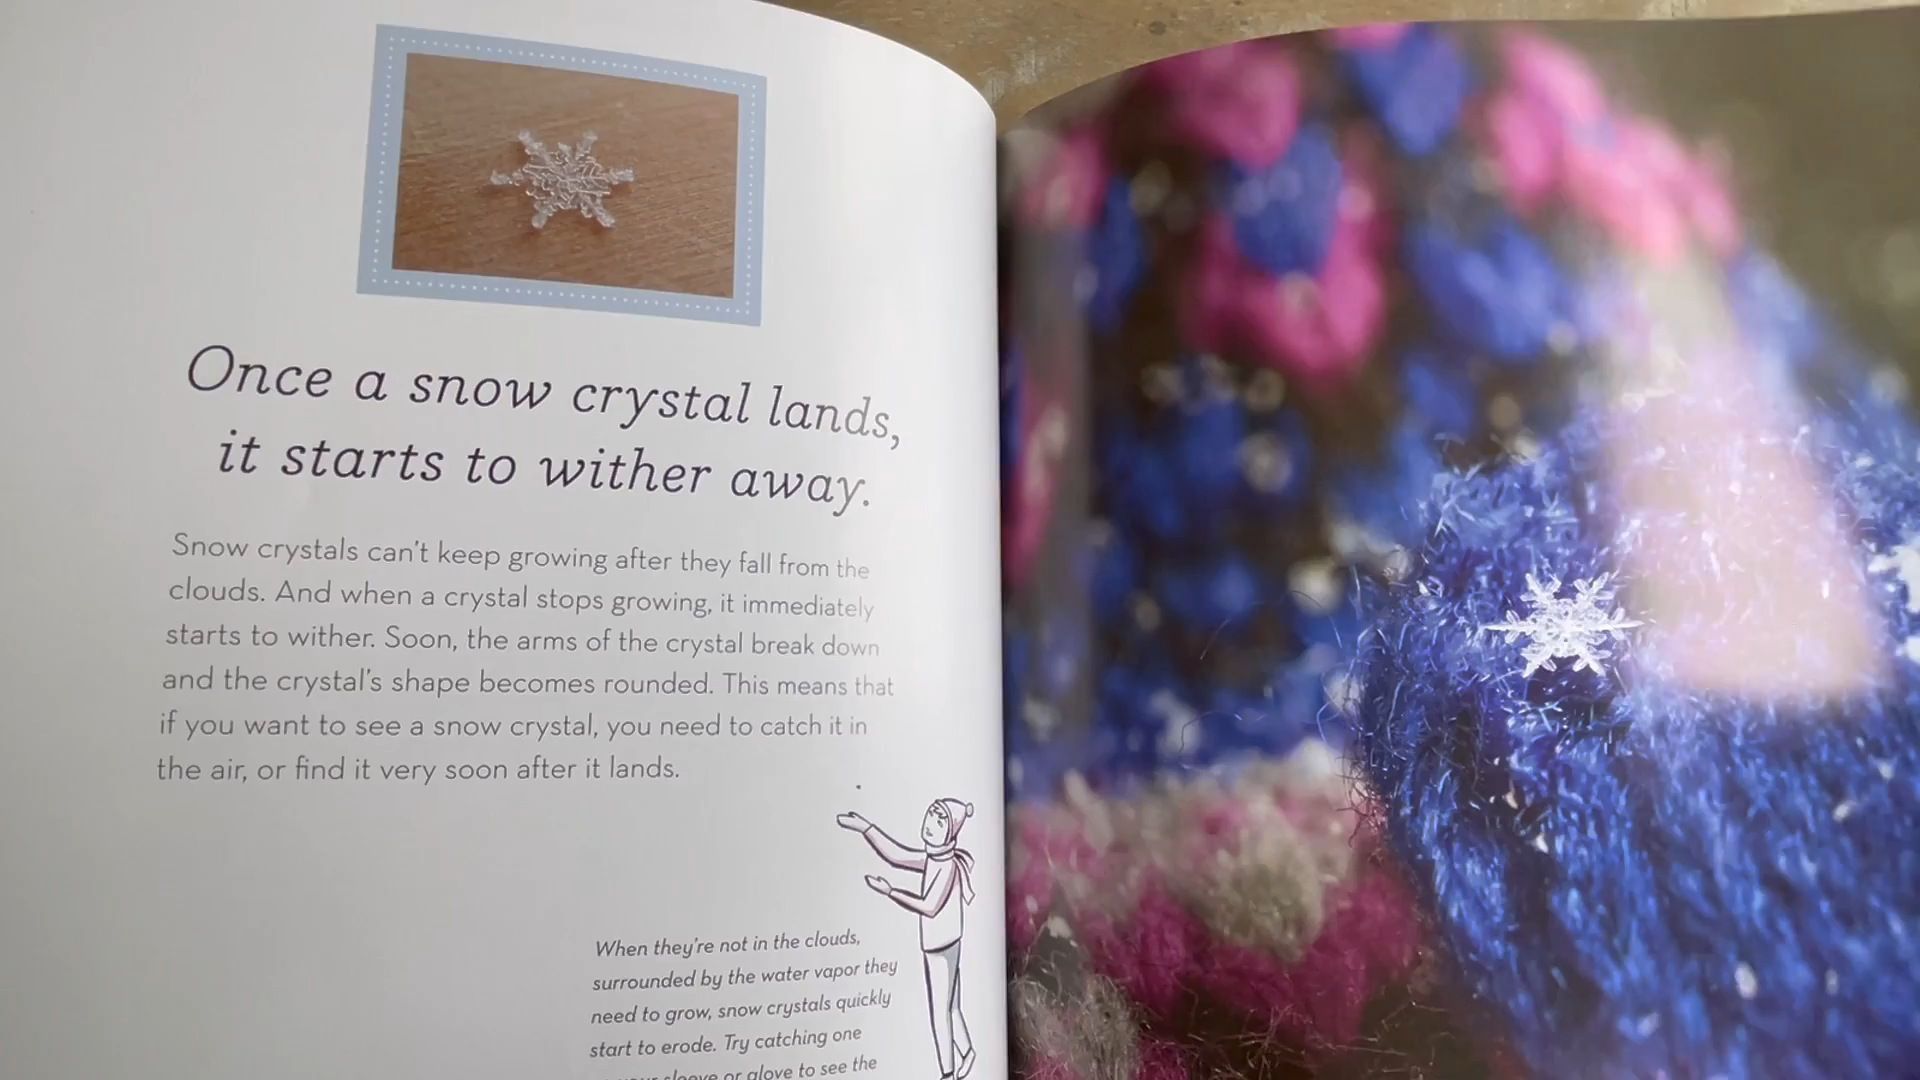 Once a snow crystal lands,
it starts to wither away.
Snow crystals can't keep growing after they fall from the
clouds. And when a crystal stops growing, it immediately
starts to wither. Soon, the arms of the crystal break down
and the crystal's shape becomes rounded. This means that
if you want to see a snow crystal, you need to catch it in
the air, or find it very soon after it lands.
When they're not in the clouds,
surrounded by the water vapor they
need to grow, snow crystals quickly
start to erode. Try catching one
sleeve or glove to see the